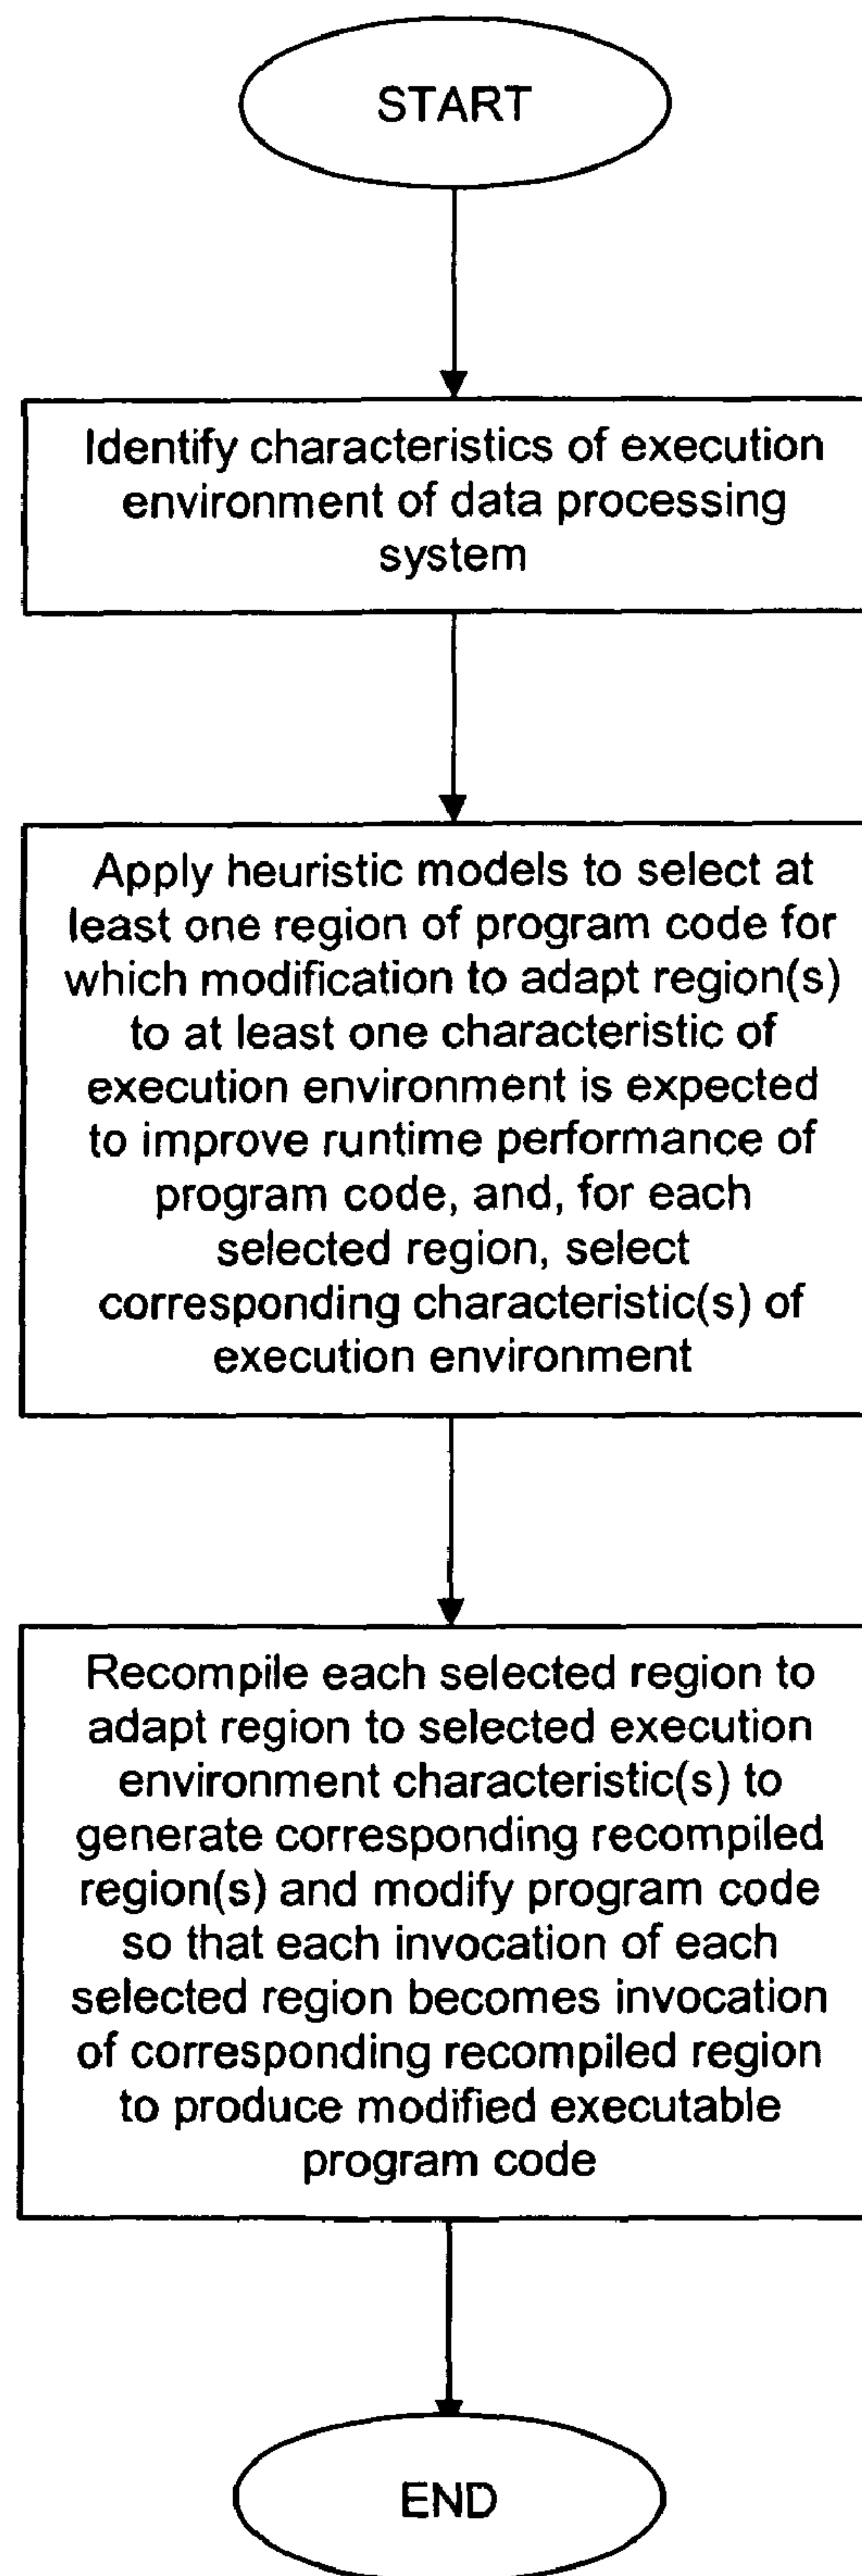 START
Identify characteristics of execution
environment of data processing
system
Apply heuristic models to select at
least one region of program code for
which modification to adapt region(s)
to at least one characteristic of
execution environment is expected
to improve runtime performance of
program code, and, for each
selected region, select
corresponding characteristic(s) of
execution environment
Recompile each selected region to
adapt region to selected execution
environment characteristic(s) to
generate corresponding recompiled
region(s) and modify program code
so that each invocation of each
selected region becomes invocation
of corresponding recompiled region
to produce modified executable
program code
END